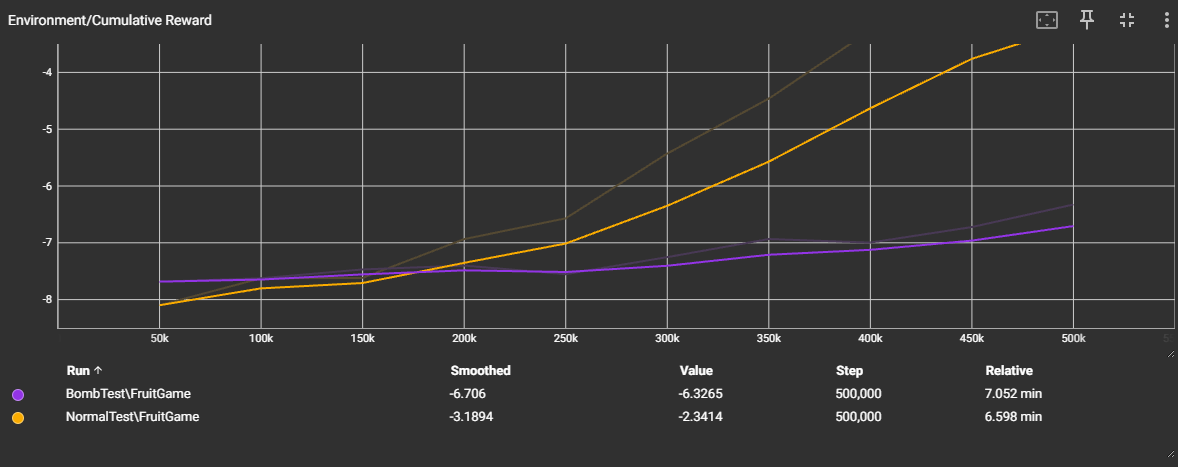 Environment/Cumulative Reward
-4
-5
-6
-7
-8
50k 100k 150k 200k 250k 300k 350k 400k 450k 500k
Run ↑ Smoothed Value Step Relative
BombTest\FruitGame -6.706 -6.3265 500,000 7.052 min
NormalTest\FruitGame -3.1894 -2.3414 500,000 6.598 min